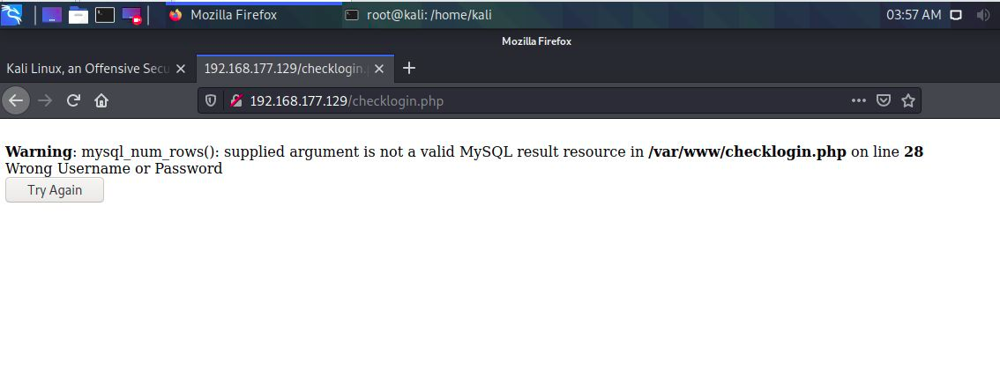 Mozilla Firefox
root@kali: /home/kali
03:57 AM
Mozilla Firefox
Kali Linux, an Offensive Secu
192.168.177.129/checklogin.p
192.168.177.129/checklogin.php
Warning: mysql_num_rows(): supplied argument is not a valid MySQL result resource in /var/www/checklogin.php on line 28
Wrong Username or Password
Try Again